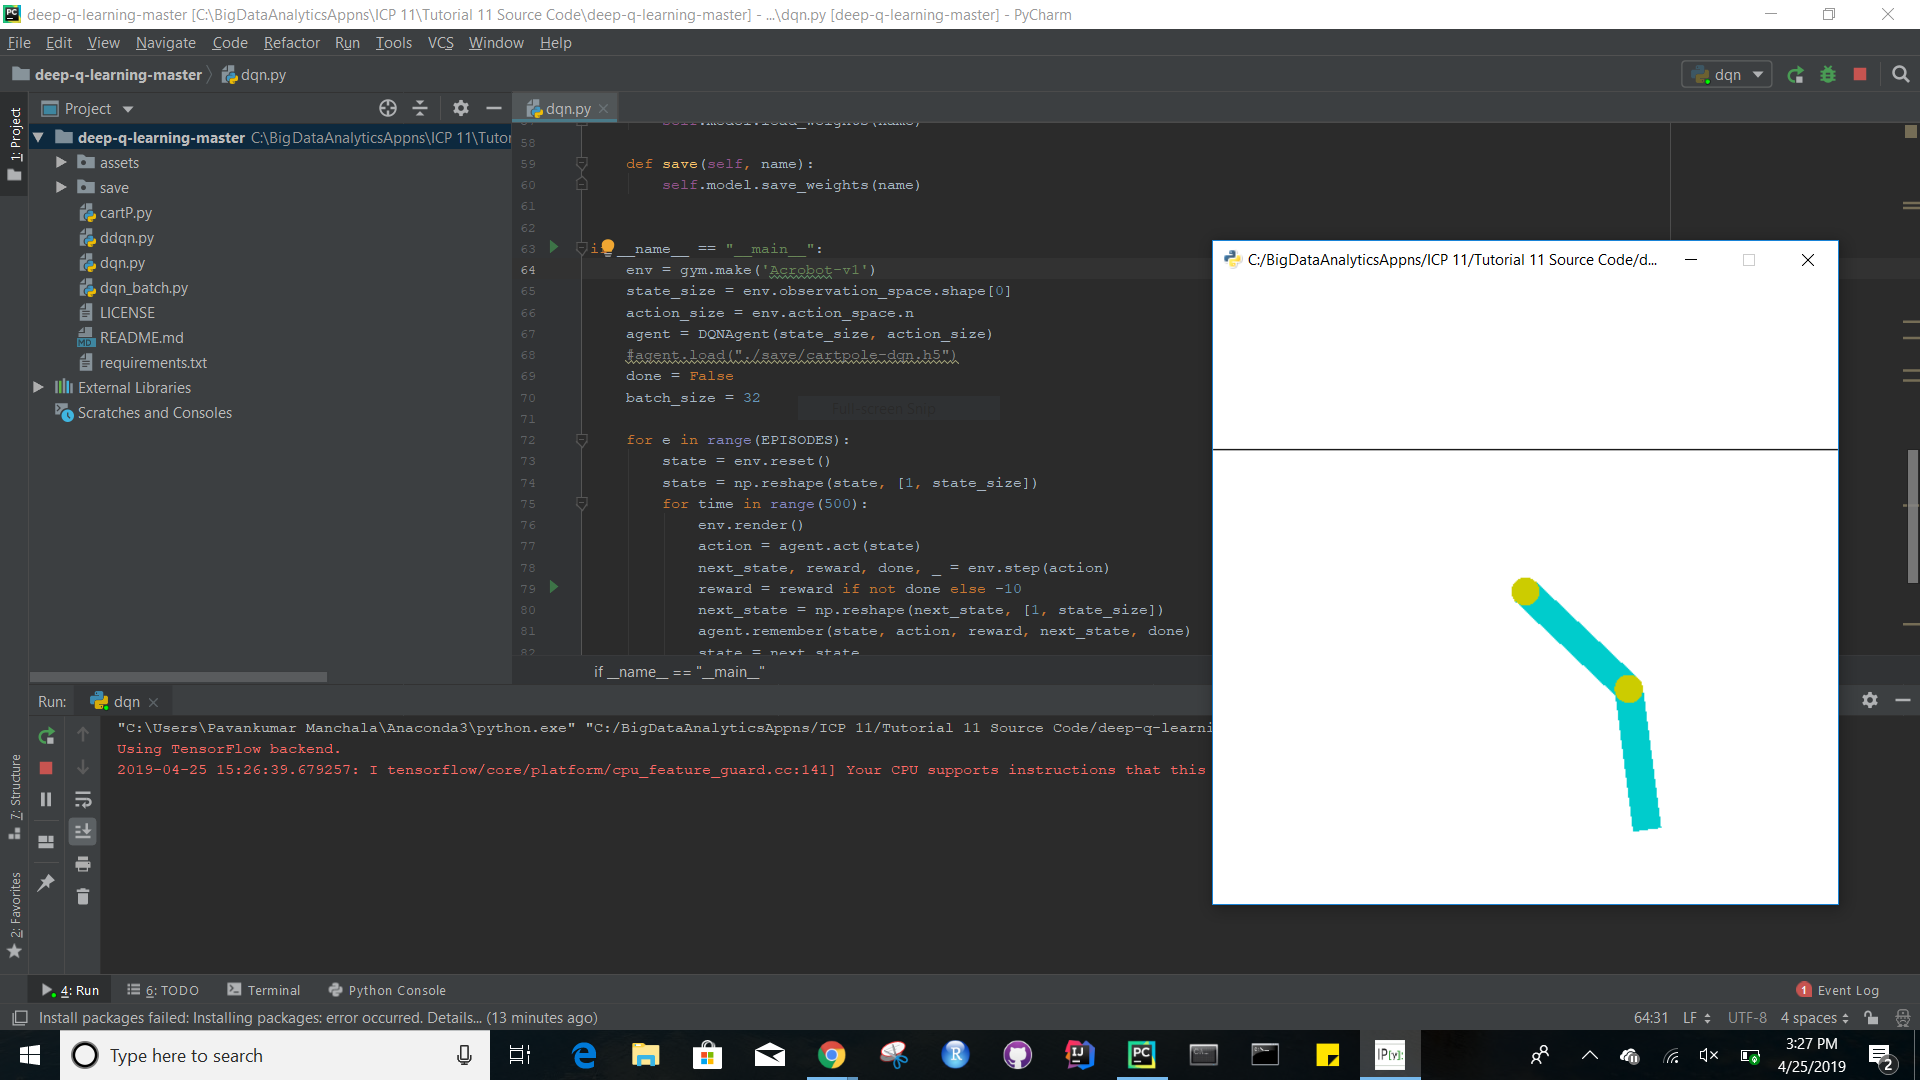 deep-q-learning-master [C:\BigDataAnalyticsAppns\ICP 11\Tutorial 11 Source Code\deep-q-learning-master] - ...\dqn.py [deep-q-learning-master] - PyCharm
File Edit View Navigate Code Refactor Run Tools VCS Window Help
deep-q-learning-master dqn.py
dqn
1: Project
Project
dqn.py
deep-q-learning-master C:\BigDataAnalyticsAppns\ICP 11\Tutor
assets
save
cartP.py
ddqn.py
dqn.py
dqn_batch.py
LICENSE
README.md
requirements.txt
External Libraries
Scratches and Consoles
58
59 def save(self, name):
60 self.model.save_weights(name)
61
62
63 __name__ == "__main__":
64 env = gym.make('Acrobot-v1')
65 state_size = env.observation_space.shape[0]
66 action_size = env.action_space.n
67 agent = DQNAgent(state_size, action_size)
68 #agent.load("./save/cartpole-dqn.h5")
69 done = False
70 batch_size = 32
Full-screen Snip
71
72 for e in range(EPISODES):
73 state = env.reset()
74 state = np.reshape(state, [1, state_size])
75 for time in range(500):
76 env.render()
77 action = agent.act(state)
78 next_state, reward, done, _ = env.step(action)
79 reward = reward if not done else -10
80 next_state = np.reshape(next_state, [1, state_size])
81 agent.remember(state, action, reward, next_state, done)
82 state = next_state
if __name__ == "__main__"
C:/BigDataAnalyticsAppns/ICP 11/Tutorial 11 Source Code/d...
Run: dqn
"C:\Users\Pavankumar Manchala\Anaconda3\python.exe" "C:/BigDataAnalyticsAppns/ICP 11/Tutorial 11 Source Code/deep-q-learni
Using TensorFlow backend.
2019-04-25 15:26:39.679257: I tensorflow/core/platform/cpu_feature_guard.cc:141] Your CPU supports instructions that this
7: Structure
2: Favorites
4: Run 6: TODO Terminal Python Console
1 Event Log
Install packages failed: Installing packages: error occurred. Details... (13 minutes ago)
64:31 LF UTF-8 4 spaces
Type here to search
3:27 PM
4/25/2019
2